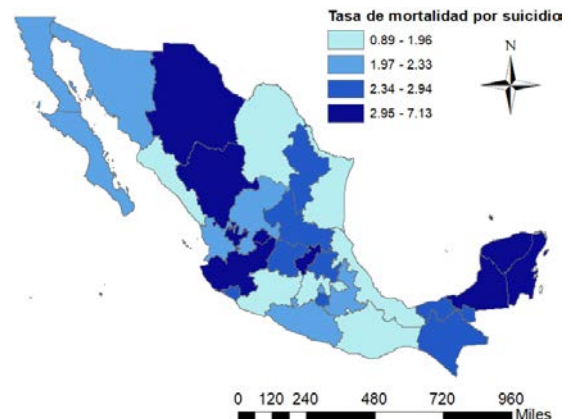 Tasa de mortalidad por suicidio
0.89 - 1.96
1.97 - 2.33
2.34 - 2.94
2.95 - 7.13
N
0 120 240 480 720 960
Miles